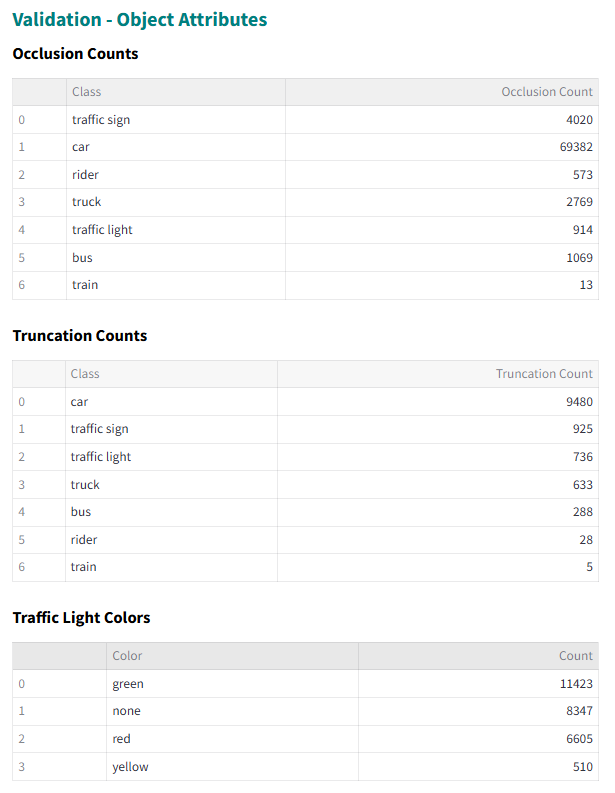 Validation - Object Attributes
Occlusion Counts
Class Occlusion Count
0 traffic sign 4020
1 car 69382
2 rider 573
3 truck 2769
4 traffic light 914
5 bus 1069
6 train 13
Truncation Counts
Class Truncation Count
0 car 9480
1 traffic sign 925
2 traffic light 736
3 truck 633
4 bus 288
5 rider 28
6 train 5
Traffic Light Colors
Color Count
0 green 11423
1 none 8347
2 red 6605
3 yellow 510